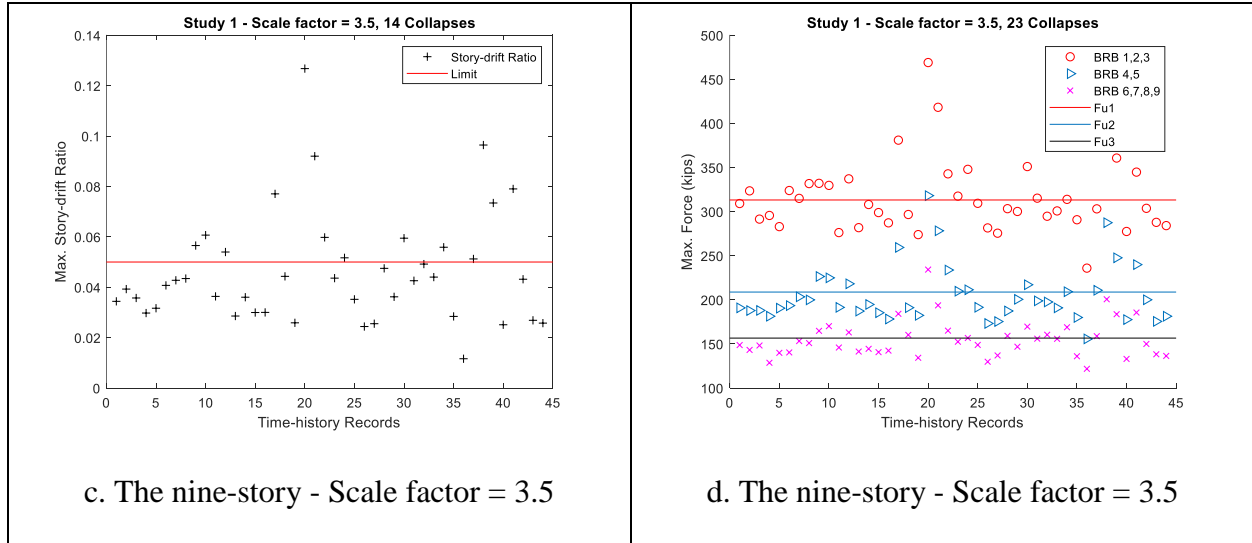 Study 1 - Scale factor = 3.5, 14 Collapses
0.14
0.12
0.1
0.08
0.06
0.04
0.02
0
Max. Story-drift Ratio
Story-drift Ratio
Limit
0 5 10 15 20 25 30 35 40 45
Time-history Records
c. The nine-story - Scale factor = 3.5
Study 1 - Scale factor = 3.5, 23 Collapses
500
450
400
350
300
250
200
150
100
Max. Force (kips)
BRB 1,2,3
BRB 4,5
BRB 6,7,8,9
Fu1
Fu2
Fu3
0 5 10 15 20 25 30 35 40 45
Time-history Records
d. The nine-story - Scale factor = 3.5